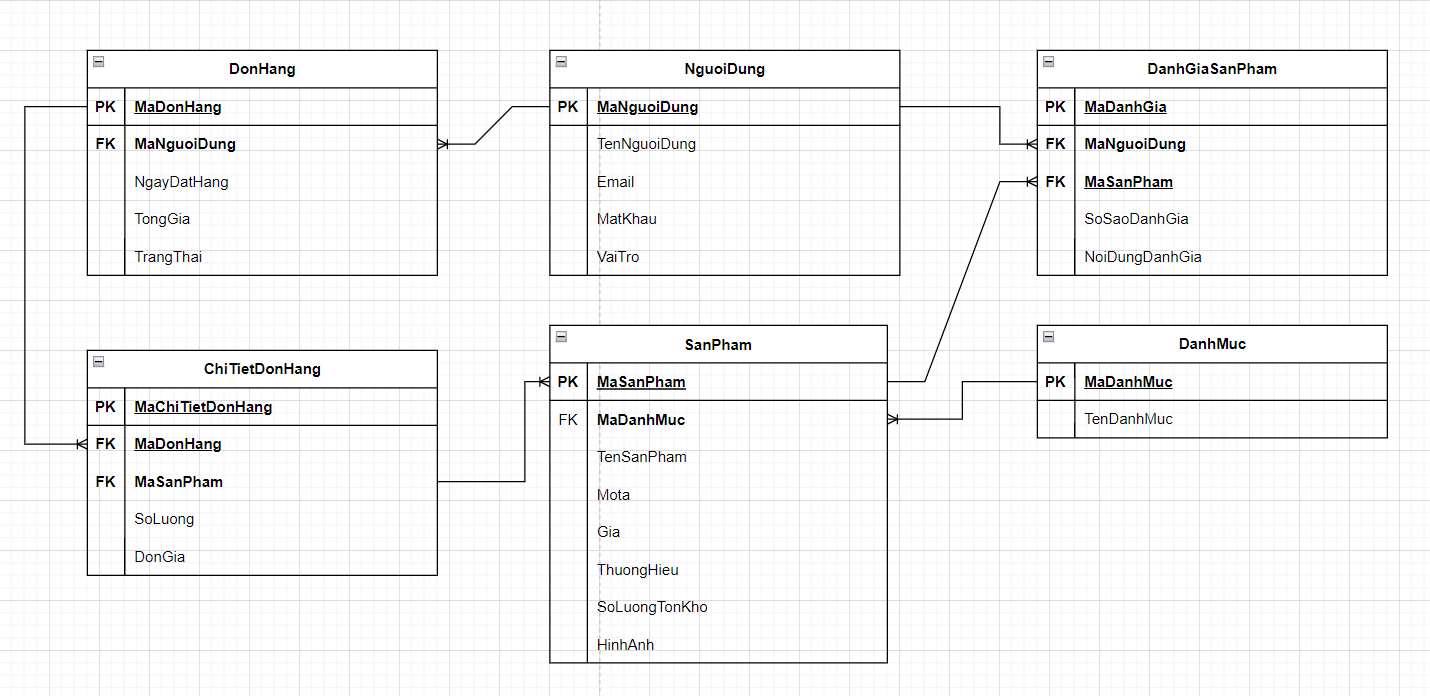 DonHang
PK MaDonHang
FK MaNguoiDung
NgayDatHang
TongGia
TrangThai
NguoiDung
PK MaNguoiDung
TenNguoiDung
Email
MatKhau
VaiTro
DanhGiaSanPham
PK MaDanhGia
FK MaNguoiDung
FK MaSanPham
SoSaoDanhGia
NoiDungDanhGia
ChiTietDonHang
PK MaChiTietDonHang
FK MaDonHang
FK MaSanPham
SoLuong
DonGia
SanPham
PK MaSanPham
FK MaDanhMuc
TenSanPham
Mota
Gia
ThuongHieu
SoLuongTonKho
HinhAnh
DanhMuc
PK MaDanhMuc
TenDanhMuc